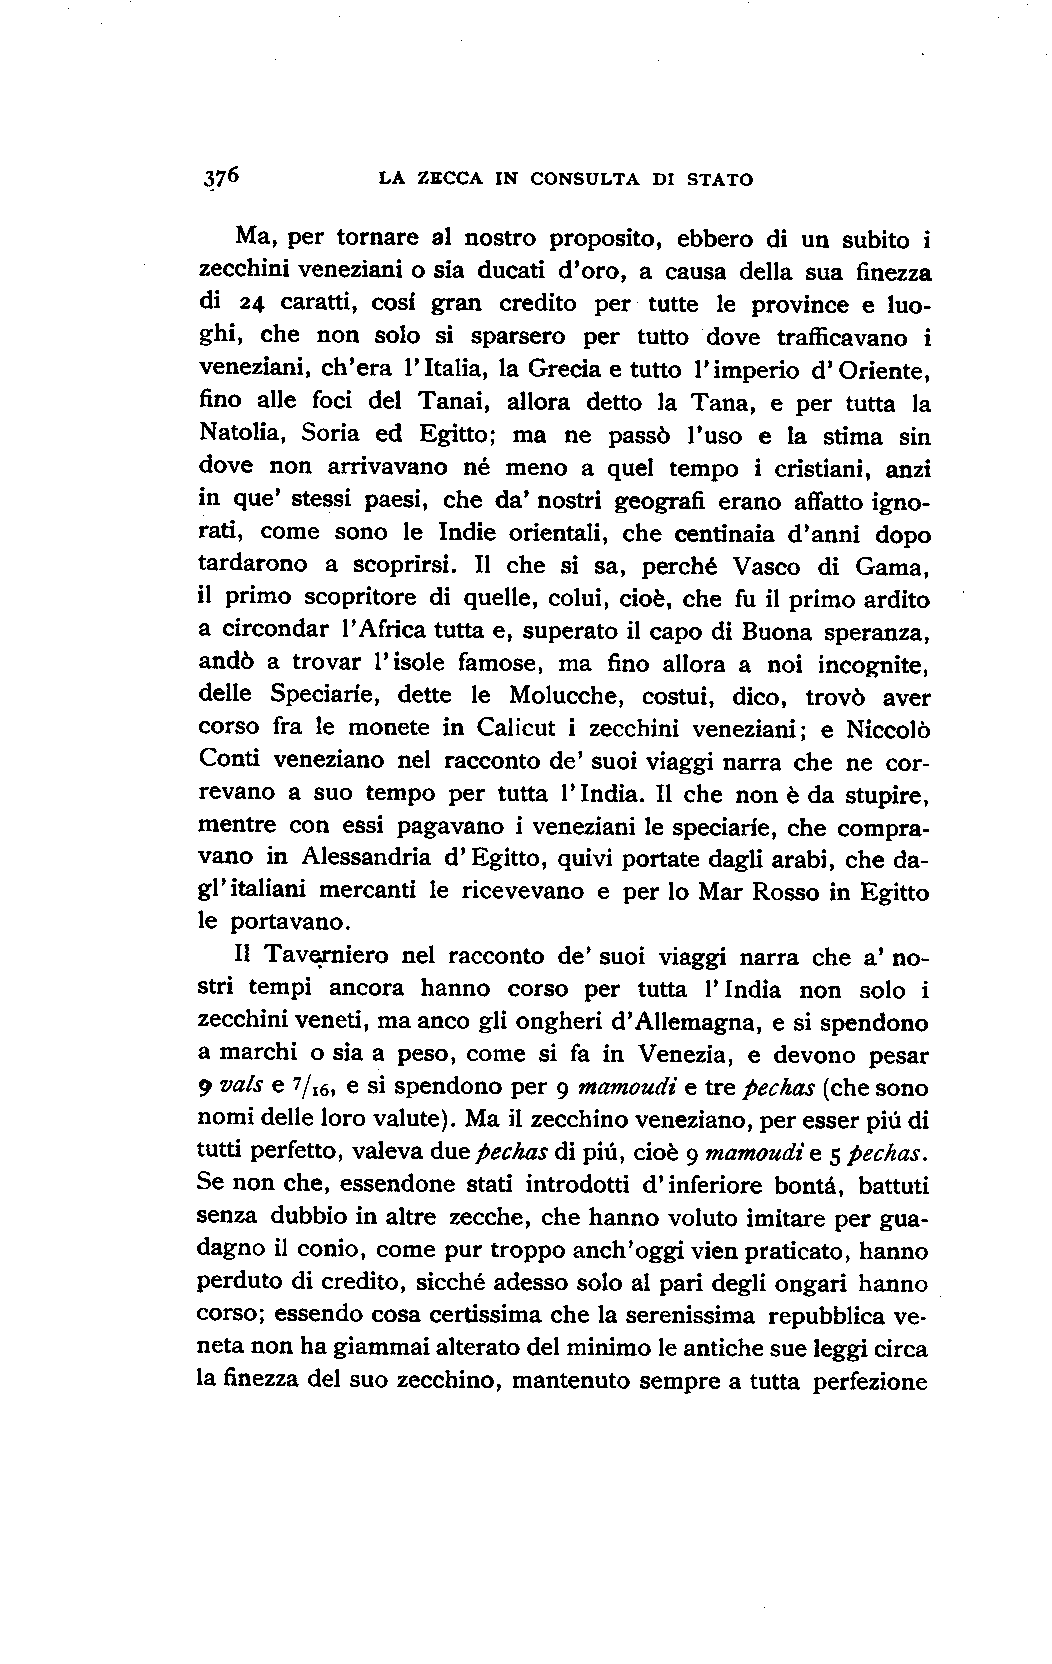 376 LA ZECCA IN CONSULTA DI STATO
Ma, per tornare al nostro proposito, ebbero di un subito i
zecchini veneziani o sia ducati d'oro, a causa della sua finezza
di 24 caratti, cosí gran credito per tutte le province e luo-
ghi, che non solo si sparsero per tutto dove trafficavano i
veneziani, ch'era l'Italia, la Grecia e tutto l'imperio d'Oriente,
fino alle foci del Tanai, allora detto la Tana, e per tutta la
Natolia, Soria ed Egitto; ma ne passò l'uso e la stima sin
dove non arrivavano né meno a quel tempo i cristiani, anzi
in que' stessi paesi, che da' nostri geografi erano affatto igno-
rati, come sono le Indie orientali, che centinaia d'anni dopo
tardarono a scoprirsi. Il che si sa, perché Vasco di Gama,
il primo scopritore di quelle, colui, cioè, che fu il primo ardito
a circondar l'Africa tutta e, superato il capo di Buona speranza,
andò a trovar l'isole famose, ma fino allora a noi incognite,
delle Speciaríe, dette le Molucche, costui, dico, trovò aver
corso fra le monete in Calicut i zecchini veneziani; e Niccolò
Conti veneziano nel racconto de' suoi viaggi narra che ne cor-
revano a suo tempo per tutta l'India. Il che non è da stupire,
mentre con essi pagavano i veneziani le speciaríe, che compra-
vano in Alessandria d'Egitto, quivi portate dagli arabi, che da-
gl'italiani mercanti le ricevevano e per lo Mar Rosso in Egitto
le portavano.
Il Taverniero nel racconto de' suoi viaggi narra che a' no-
stri tempi ancora hanno corso per tutta l'India non solo i
zecchini veneti, ma anco gli ongheri d'Allemagna, e si spendono
a marchi o sia a peso, come si fa in Venezia, e devono pesar
9 vals e 7/16, e si spendono per 9 mamoudi e tre pechas (che sono
nomi delle loro valute). Ma il zecchino veneziano, per esser piú di
tutti perfetto, valeva due pechas di piú, cioè 9 mamoudi e 5 pechas.
Se non che, essendone stati introdotti d'inferiore bontá, battuti
senza dubbio in altre zecche, che hanno voluto imitare per gua-
dagno il conio, come pur troppo anch'oggi vien praticato, hanno
perduto di credito, sicché adesso solo al pari degli ongari hanno
corso; essendo cosa certissima che la serenissima repubblica ve-
neta non ha giammai alterato del minimo le antiche sue leggi circa
la finezza del suo zecchino, mantenuto sempre a tutta perfezione